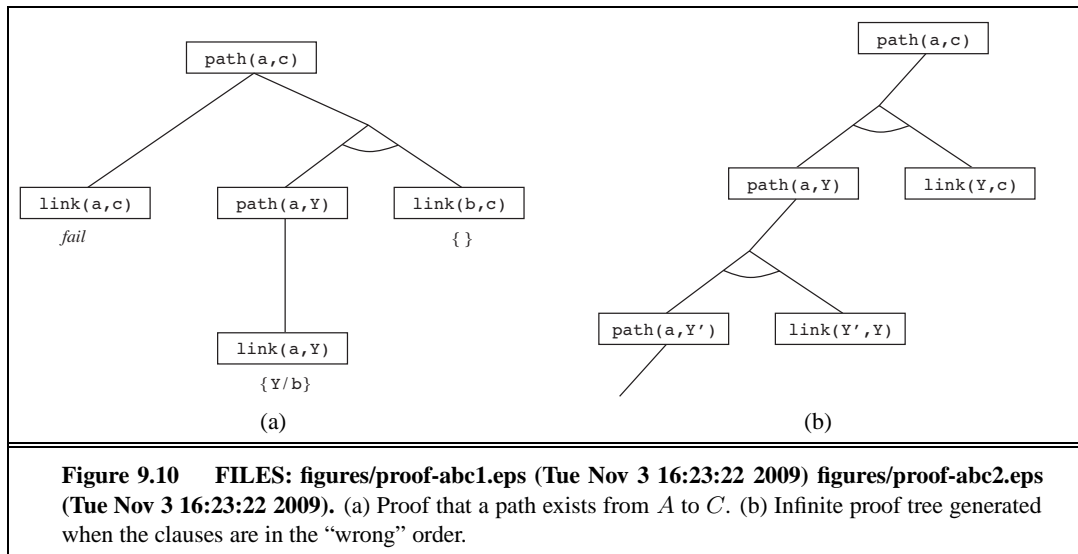 path(a,c)
link(a,c)
path(a,Y)
link(b,c)
fail
{ }
link(a,Y)
{Y/b}
(a)
path(a,c)
path(a,Y)
link(Y,c)
path(a,Y')
link(Y',Y)
(b)
Figure 9.10 FILES: figures/proof-abc1.eps (Tue Nov 3 16:23:22 2009) figures/proof-abc2.eps
(Tue Nov 3 16:23:22 2009). (a) Proof that a path exists from A to C. (b) Infinite proof tree generated
when the clauses are in the “wrong” order.